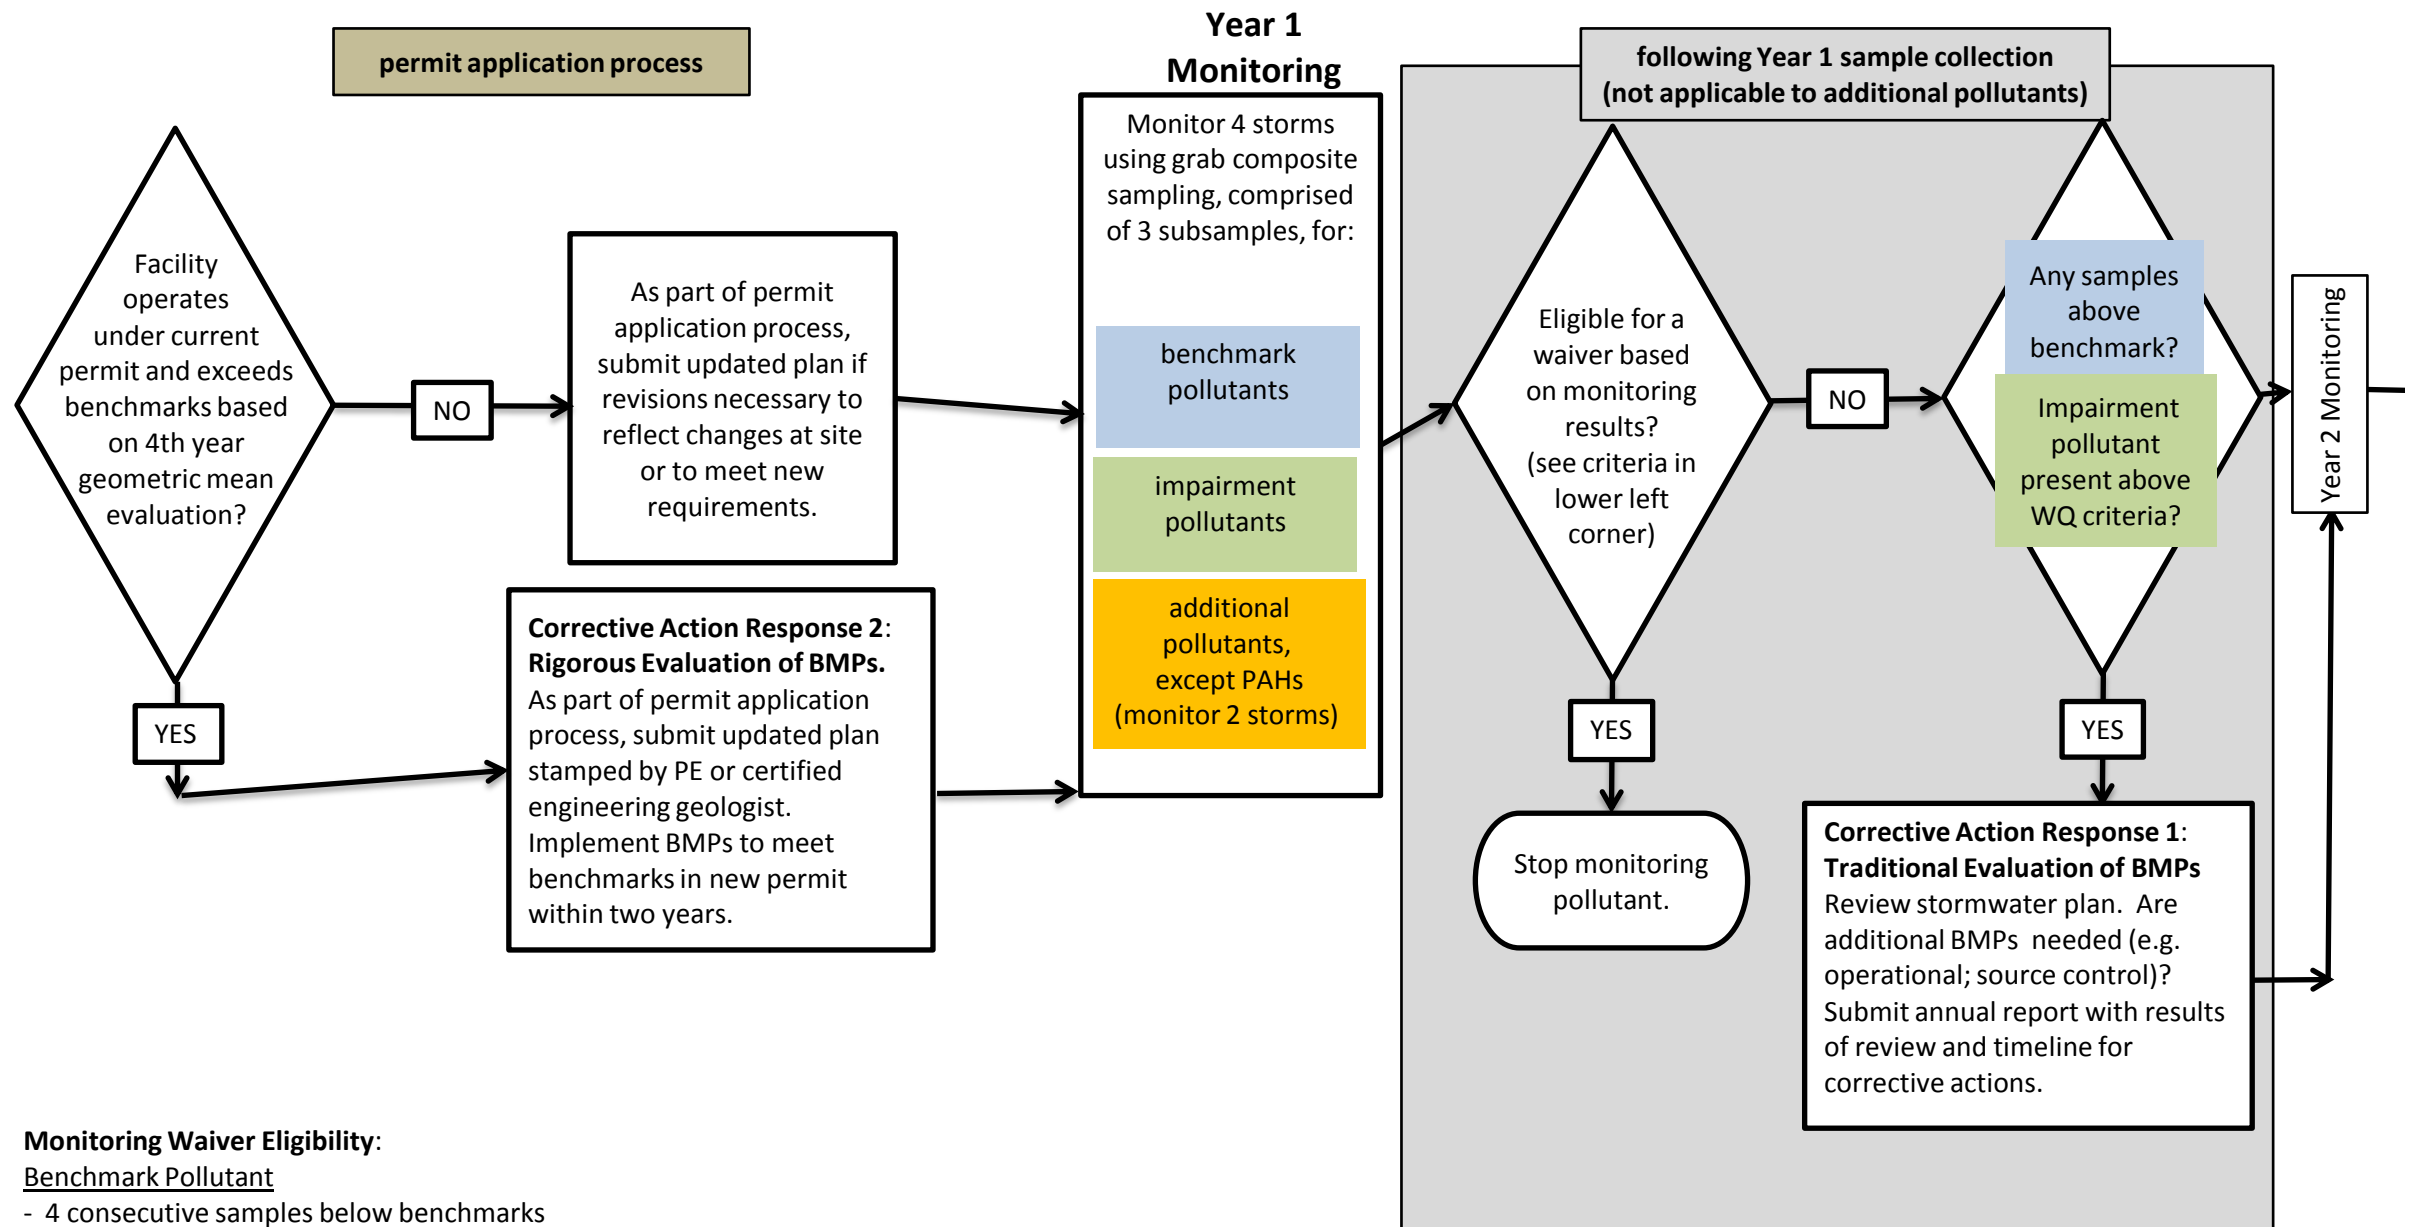 permit application process
Facility
operates
under current
permit and exceeds
benchmarks based
on 4th year
geometric mean
evaluation?
NO
YES
As part of permit
application process,
submit updated plan if
revisions necessary to
reflect changes at site
or to meet new
requirements.
Corrective Action Response 2:
Rigorous Evaluation of BMPs.
As part of permit application
process, submit updated plan
stamped by PE or certified
engineering geologist.
Implement BMPs to meet
benchmarks in new permit
within two years.
Year 1
Monitoring
Monitor 4 storms
using grab composite
sampling, comprised
of 3 subsamples, for:
benchmark
pollutants
impairment
pollutants
additional
pollutants,
except PAHs
(monitor 2 storms)
following Year 1 sample collection
(not applicable to additional pollutants)
Eligible for a
waiver based
on monitoring
results?
(see criteria in
lower left
corner)
NO
YES
Stop monitoring
pollutant.
Any samples
above
benchmark?
Impairment
pollutant
present above
WQ criteria?
YES
Corrective Action Response 1:
Traditional Evaluation of BMPs
Review stormwater plan.  Are
additional BMPs  needed (e.g.
operational; source control)?
Submit annual report with results
of review and timeline for
corrective actions.
Year 2 Monitoring
Monitoring Waiver Eligibility:
Benchmark Pollutant
-  4 consecutive samples below benchmarks